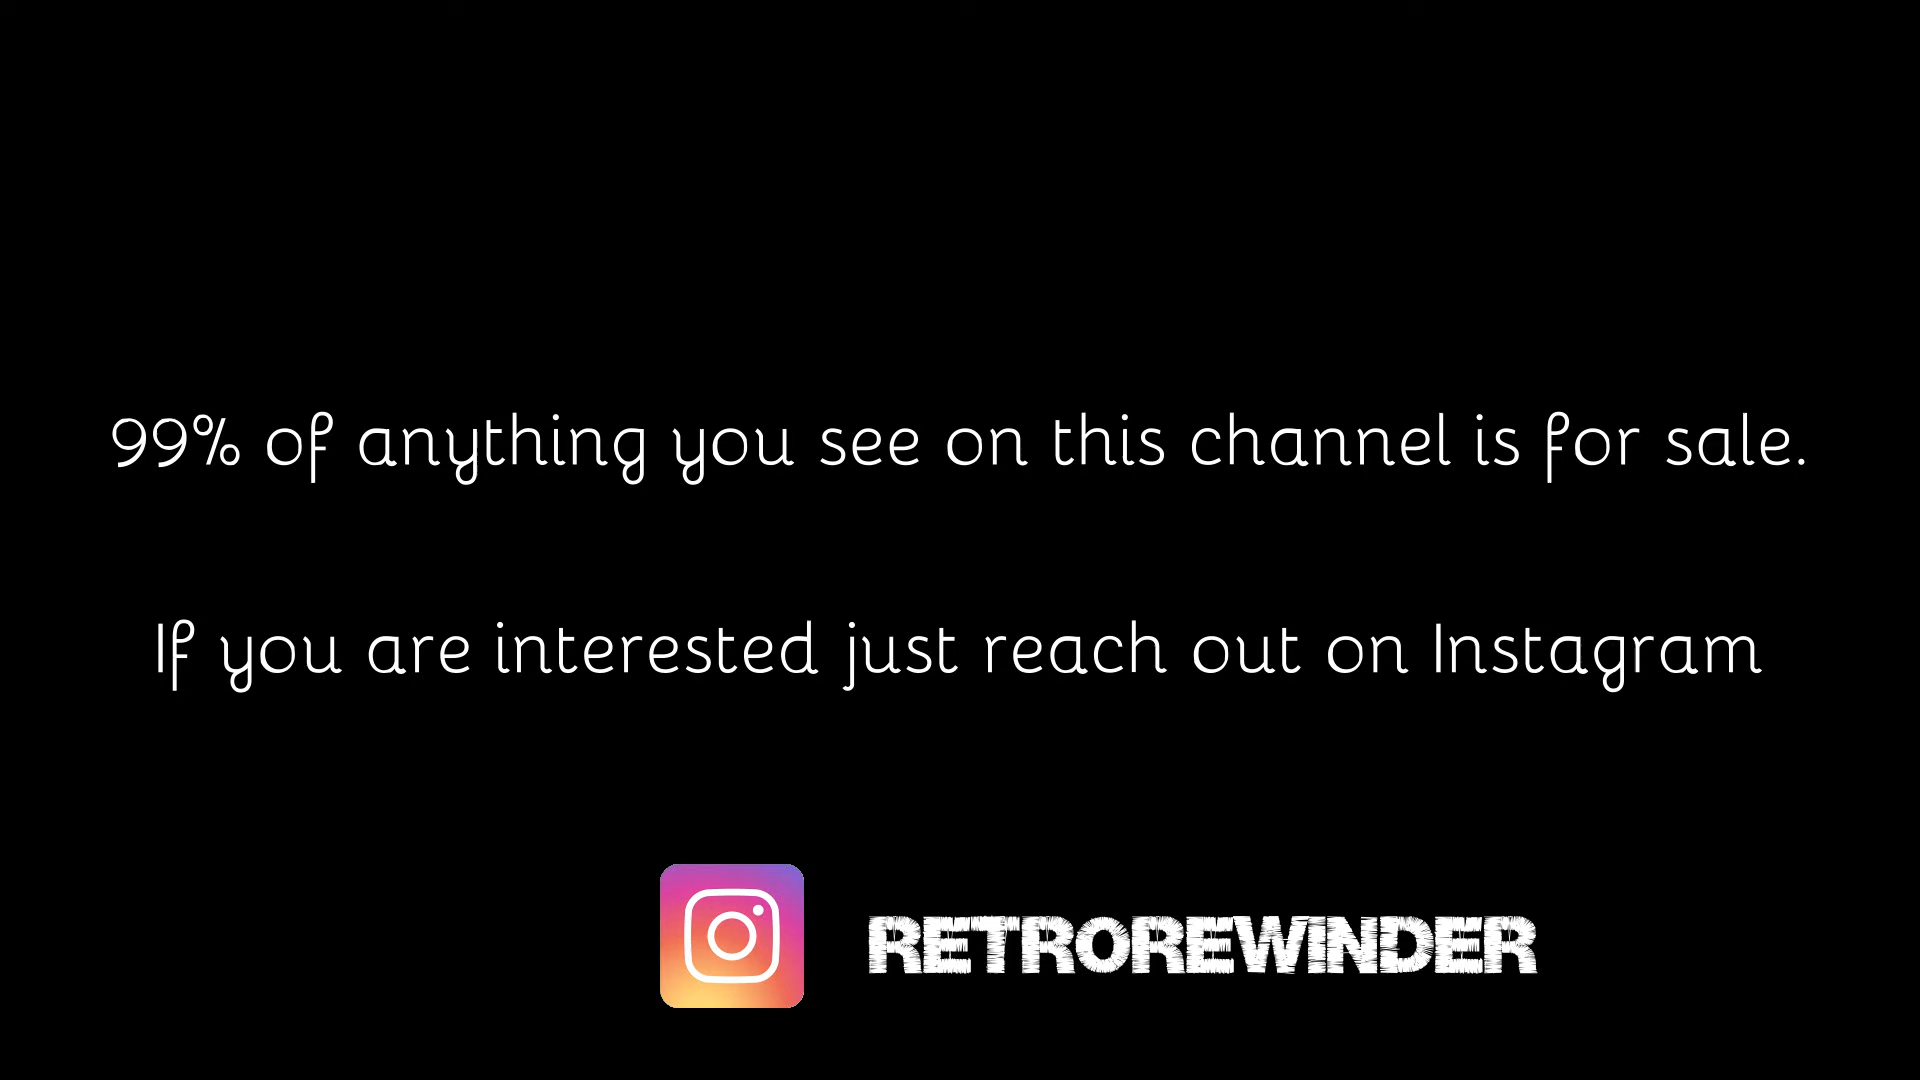 99% of anything you see on this channel is for sale.
If you are interested just reach out on Instagram
RETROREWINDER